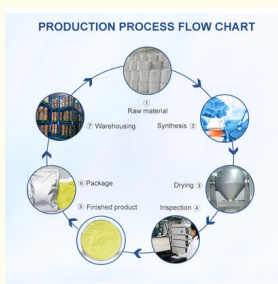 PRODUCTION PROCESS FLOW CHART
①
Raw material
Synthesis ②
Drying ③
Inspection ④
⑤ Finished product
⑥ Package
⑦ Warehousing